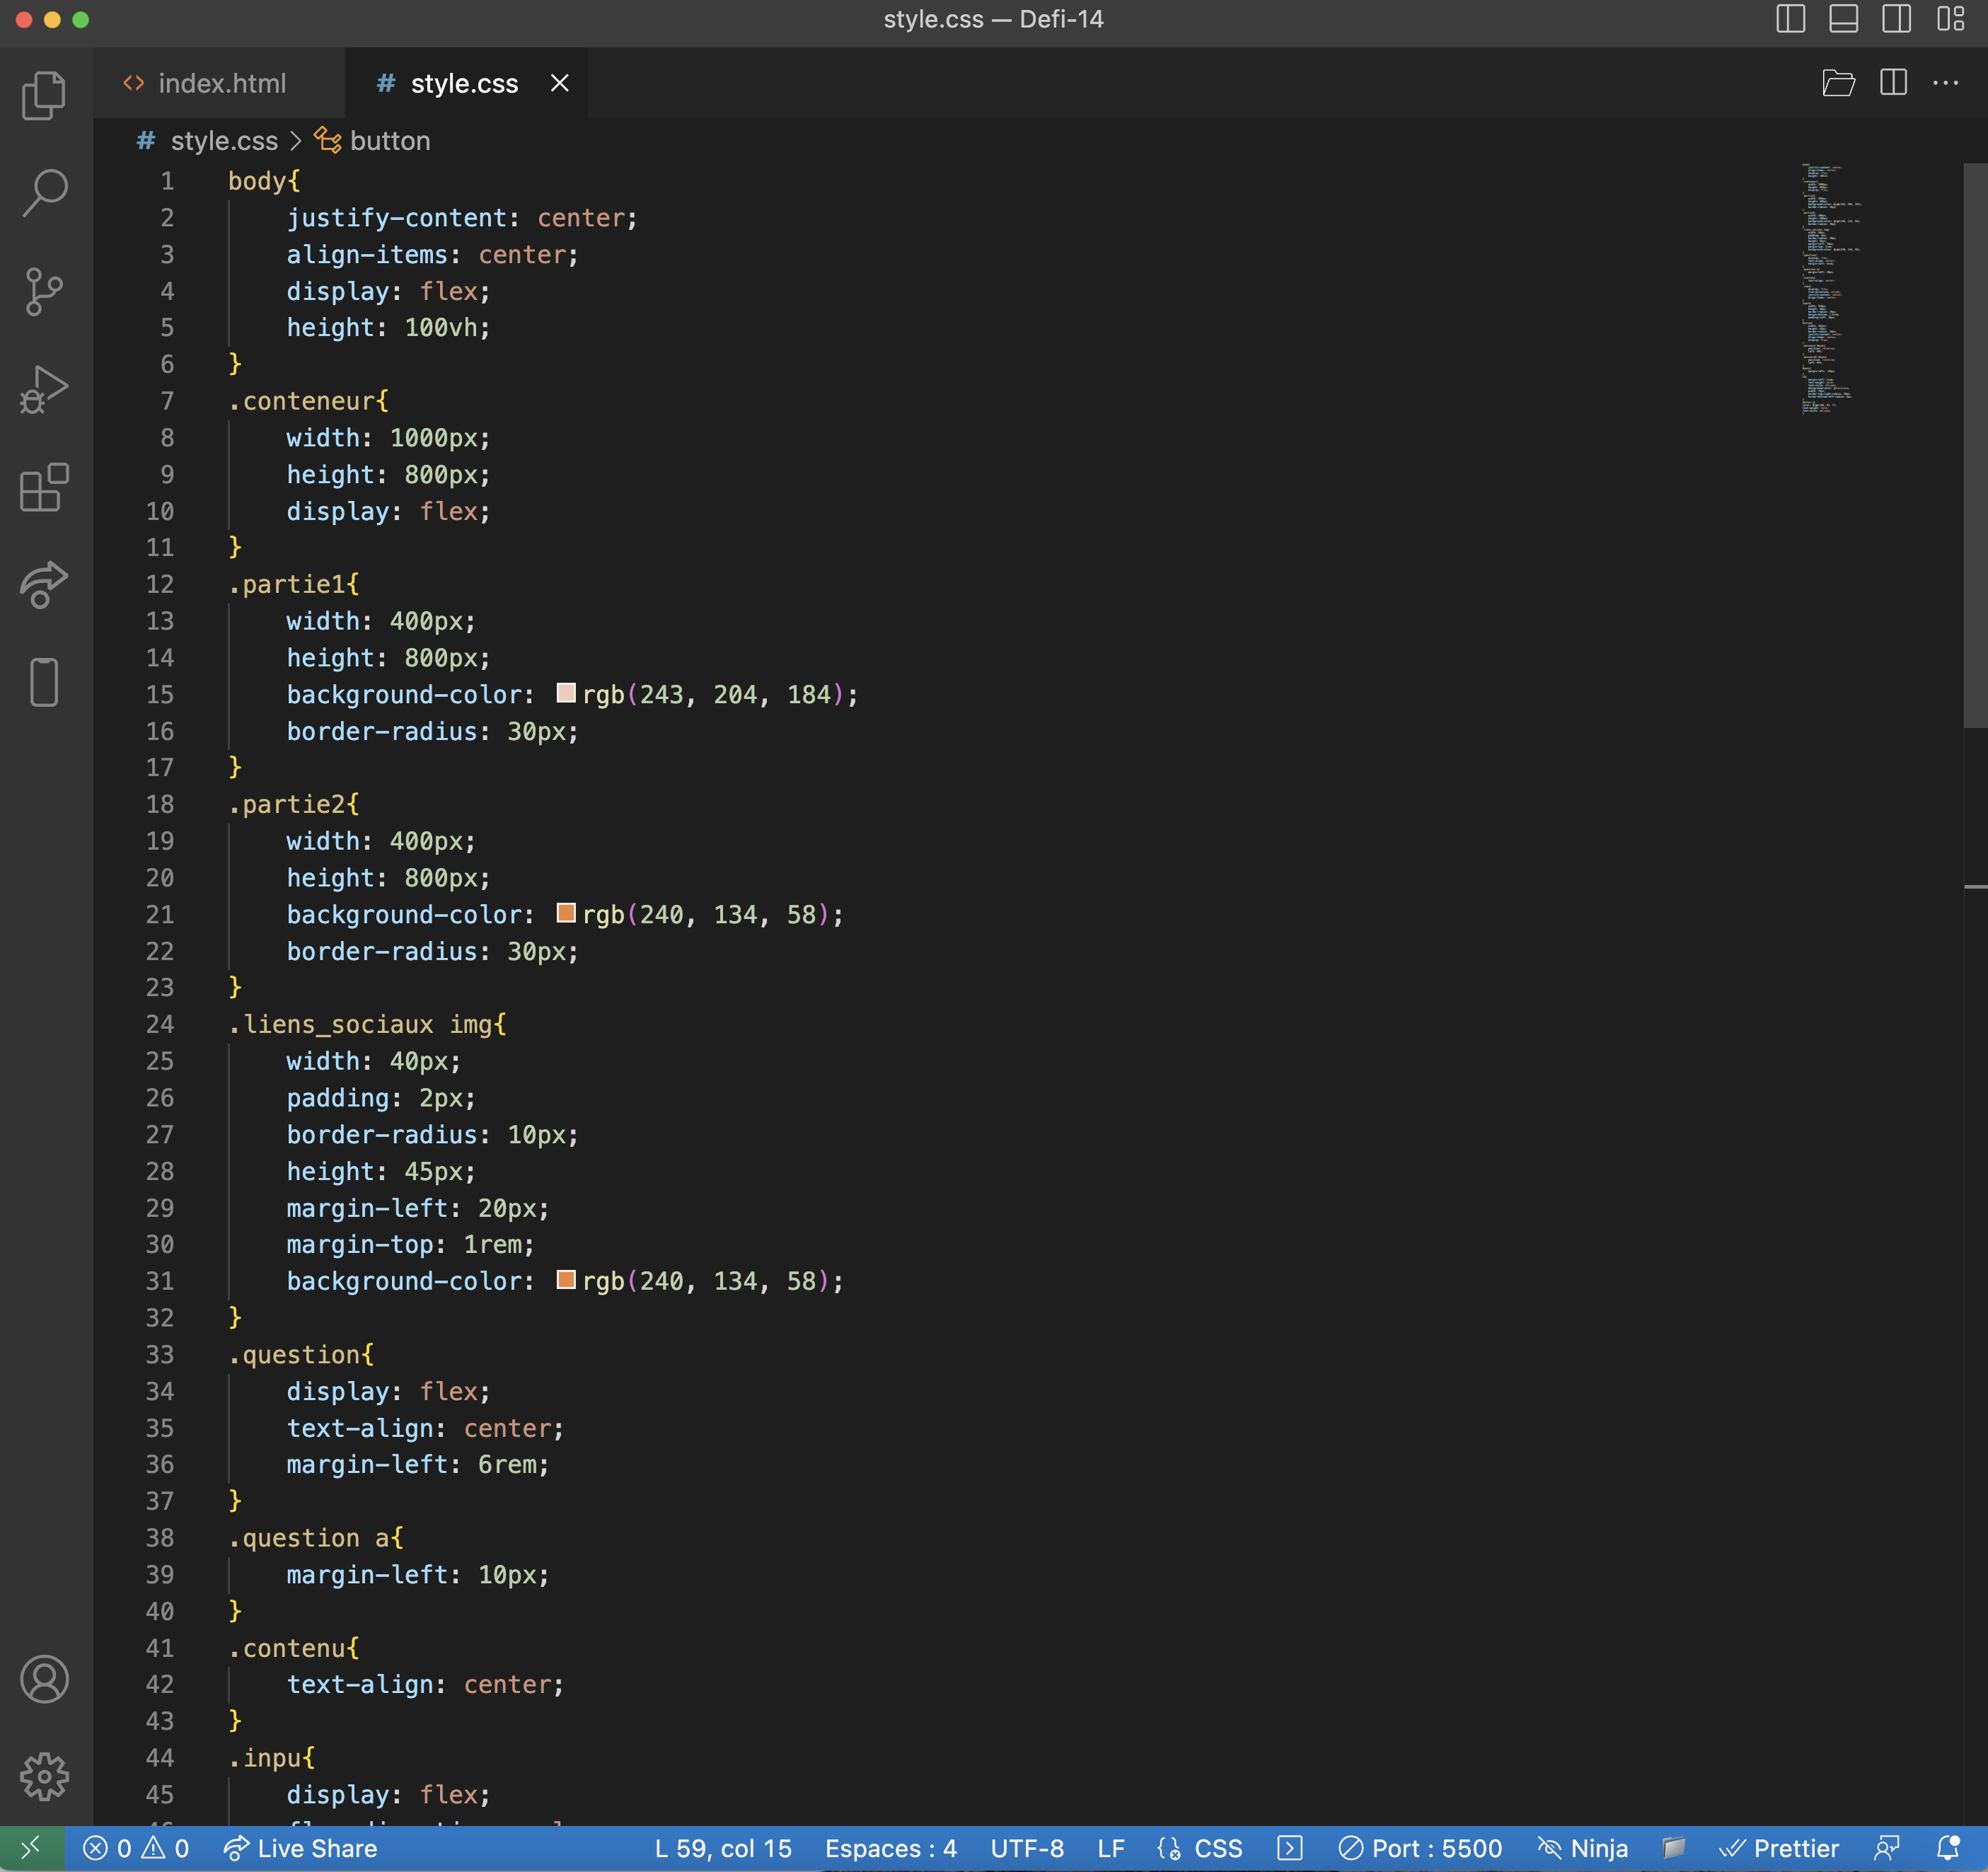 style.css — Defi-14
index.html
style.css
style.css > button
1 body{
2 justify-content: center;
3 align-items: center;
4 display: flex;
5 height: 100vh;
6 }
7 .conteneur{
8 width: 1000px;
9 height: 800px;
10 display: flex;
11 }
12 .partie1{
13 width: 400px;
14 height: 800px;
15 background-color: rgb(243, 204, 184);
16 border-radius: 30px;
17 }
18 .partie2{
19 width: 400px;
20 height: 800px;
21 background-color: rgb(240, 134, 58);
22 border-radius: 30px;
23 }
24 .liens_sociaux img{
25 width: 40px;
26 padding: 2px;
27 border-radius: 10px;
28 height: 45px;
29 margin-left: 20px;
30 margin-top: 1rem;
31 background-color: rgb(240, 134, 58);
32 }
33 .question{
34 display: flex;
35 text-align: center;
36 margin-left: 6rem;
37 }
38 .question a{
39 margin-left: 10px;
40 }
41 .contenu{
42 text-align: center;
43 }
44 .inpu{
45 display: flex;
0 0 Live Share L 59, col 15 Espaces : 4 UTF-8 LF CSS Port : 5500 Ninja Prettier